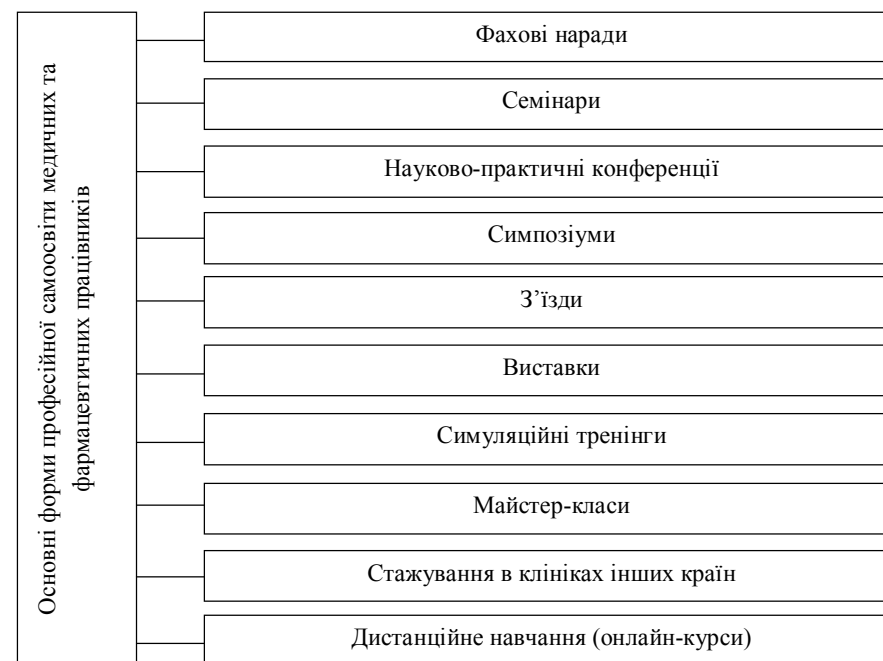 Основні форми професійної самоосвіти медичних та
фармацевтичних працівників
Фахові наради
Семінари
Науково-практичні конференції
Симпозіуми
З’їзди
Виставки
Симуляційні тренінги
Майстер-класи
Стажування в клініках інших країн
Дистанційне навчання (онлайн-курси)